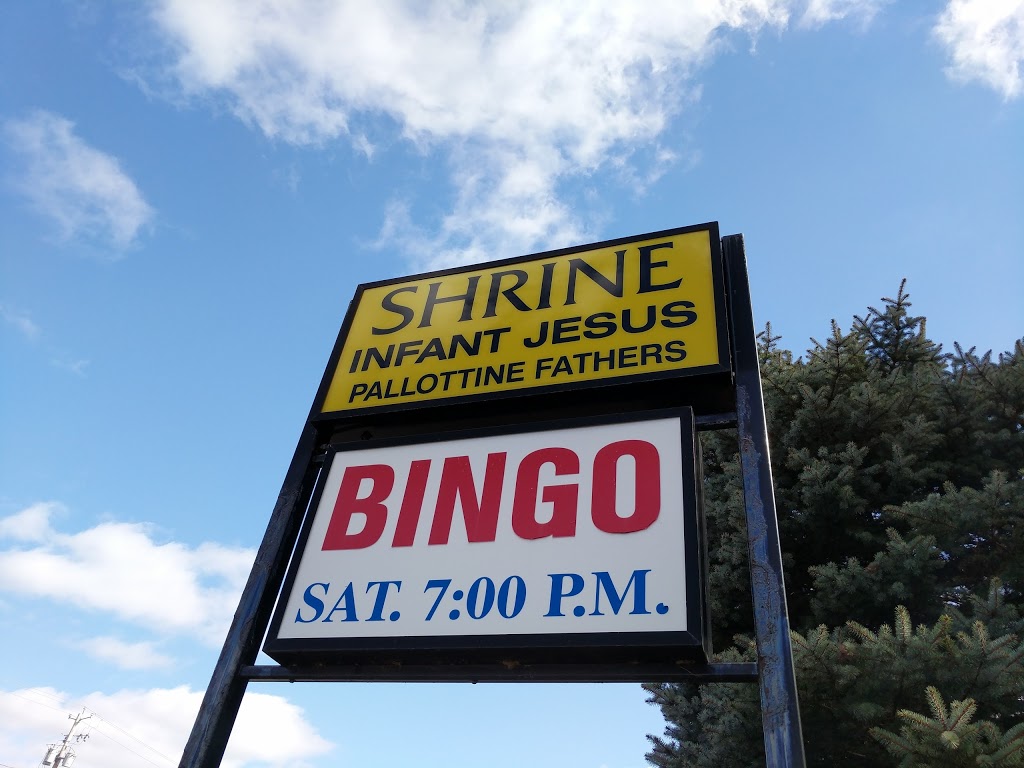 SHRINE
INFANT JESUS
PALLOTTINE FATHERS
BINGO
SAT. 7:00 P.M.